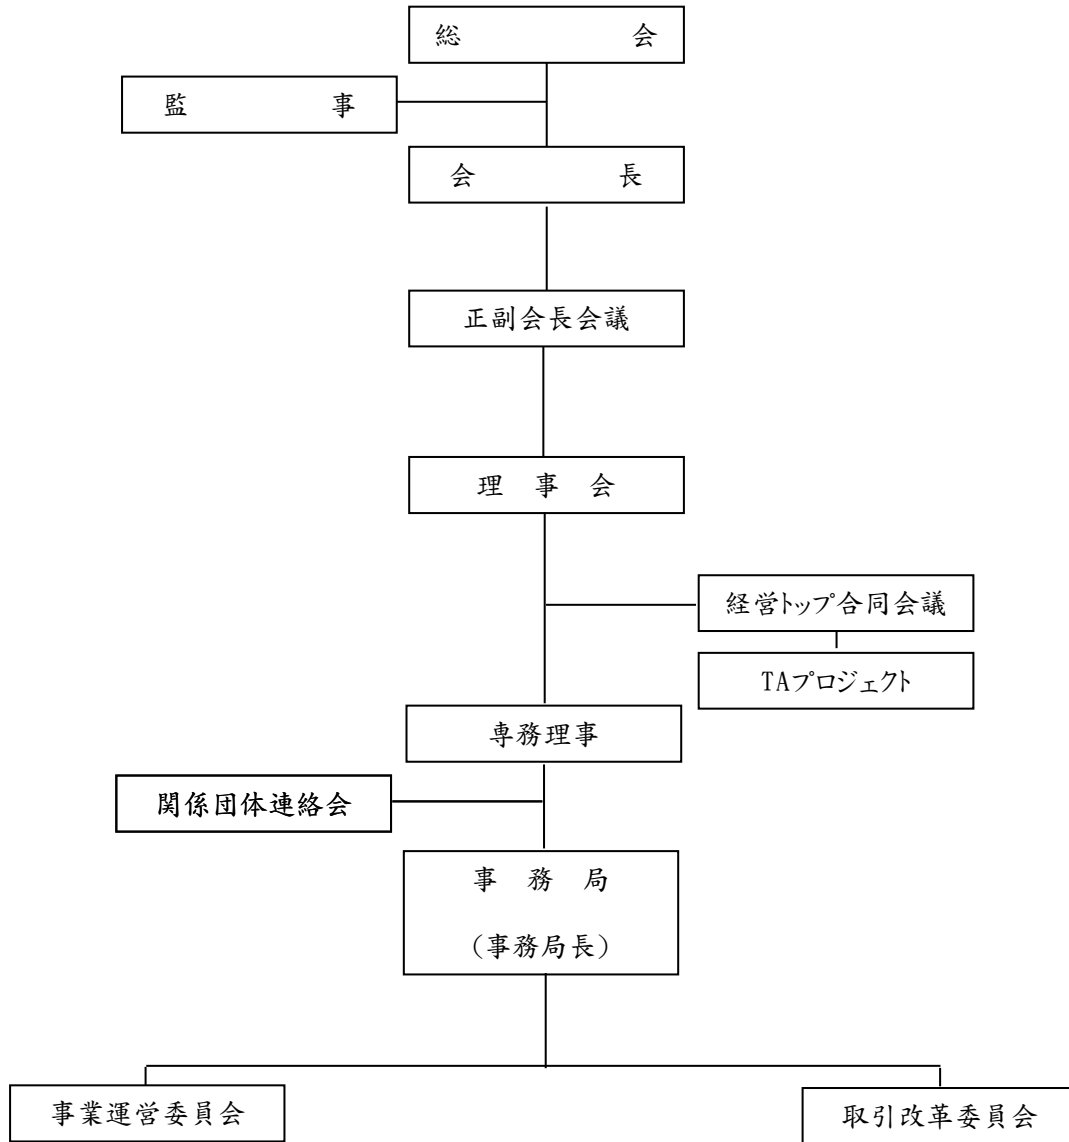 総　　　　　会
監　　　　　事
会　　　　　長
正副会長会議
理　事　会
経営トップ合同会議
TAプロジェクト
専務理事
関係団体連絡会
事　務　局
（事務局長）
事業運営委員会
取引改革委員会